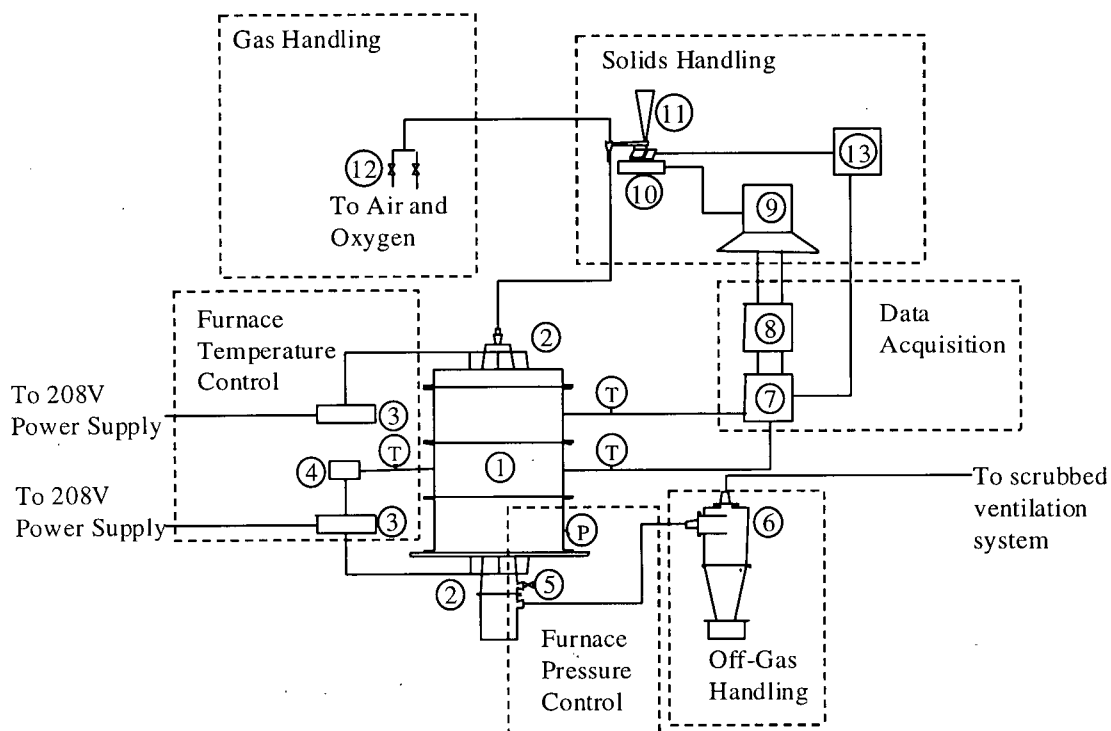 Gas Handling
Solids Handling
11
12
13
10
To Air and
Oxygen
9
Furnace
Temperature
Control
2
8
Data
Acquisition
To 208V
Power Supply
3
T
7
T
4
1
T
To 208V
Power Supply
3
P
6
To scrubbed
ventilation
system
2
5
Furnace
Pressure
Control
Off-Gas
Handling